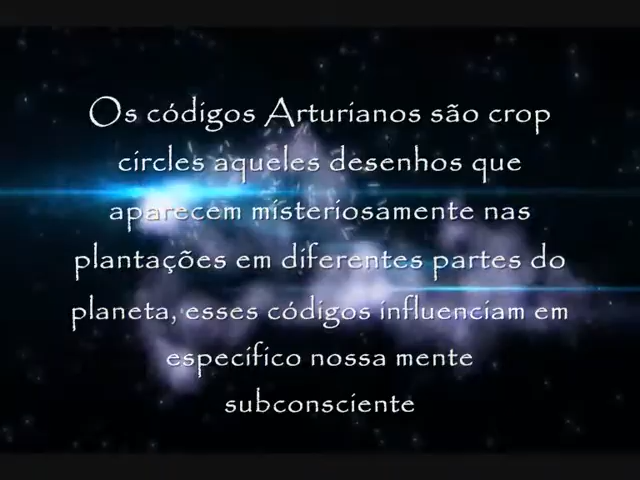 Os códigos Arturianos são crop
circles aqueles desenhos que
aparecem misteriosamente nas
plantações em diferentes partes do
planeta, esses códigos influenciam em
específico nossa mente
subconsciente